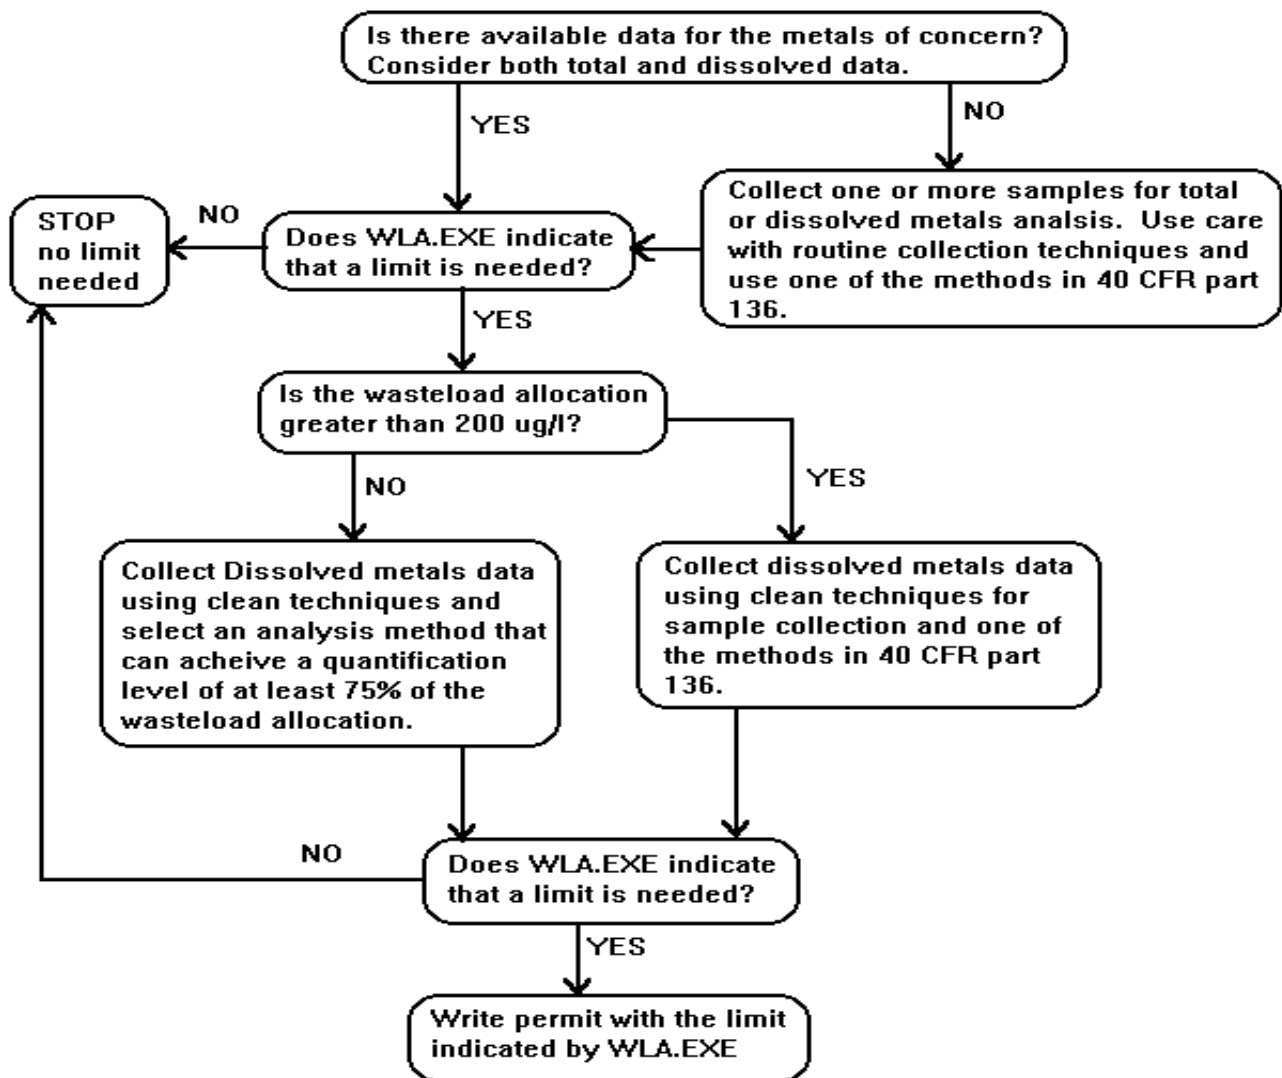 Is there available data for the metals of concern?
Consider both total and dissolved data.
YES
NO
STOP
no limit
needed
NO
Does WLA.EXE indicate
that a limit is needed?
Collect one or more samples for total
or dissolved metals analsis.  Use care
with routine collection techniques and
use one of the methods in 40 CFR part
136.
YES
Is the wasteload allocation
greater than 200 ug/l?
NO
YES
Collect Dissolved metals data
using clean techniques and
select an analysis method that
can acheive a quantification
level of at least 75% of the
wasteload allocation.
Collect dissolved metals data
using clean techniques for
sample collection and one of
the methods in 40 CFR part
136.
NO
Does WLA.EXE indicate
that a limit is needed?
YES
Write permit with the limit
indicated by WLA.EXE